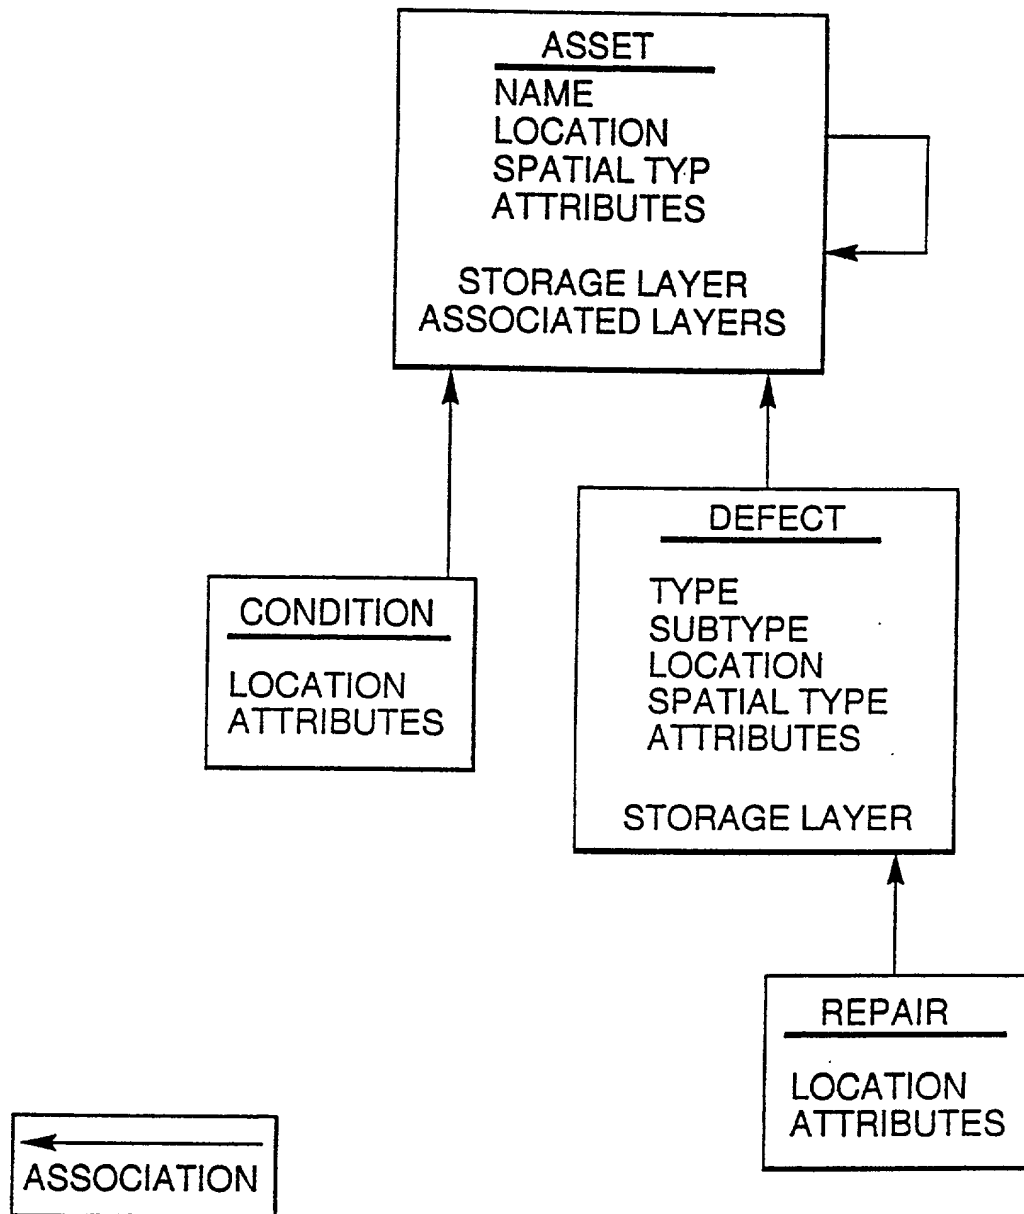 ASSET
NAME
LOCATION
SPATIAL TYP
ATTRIBUTES
STORAGE LAYER
ASSOCIATED LAYERS
CONDITION
LOCATION
ATTRIBUTES
DEFECT
TYPE
SUBTYPE
LOCATION
SPATIAL TYPE
ATTRIBUTES
STORAGE LAYER
REPAIR
LOCATION
ATTRIBUTES
ASSOCIATION